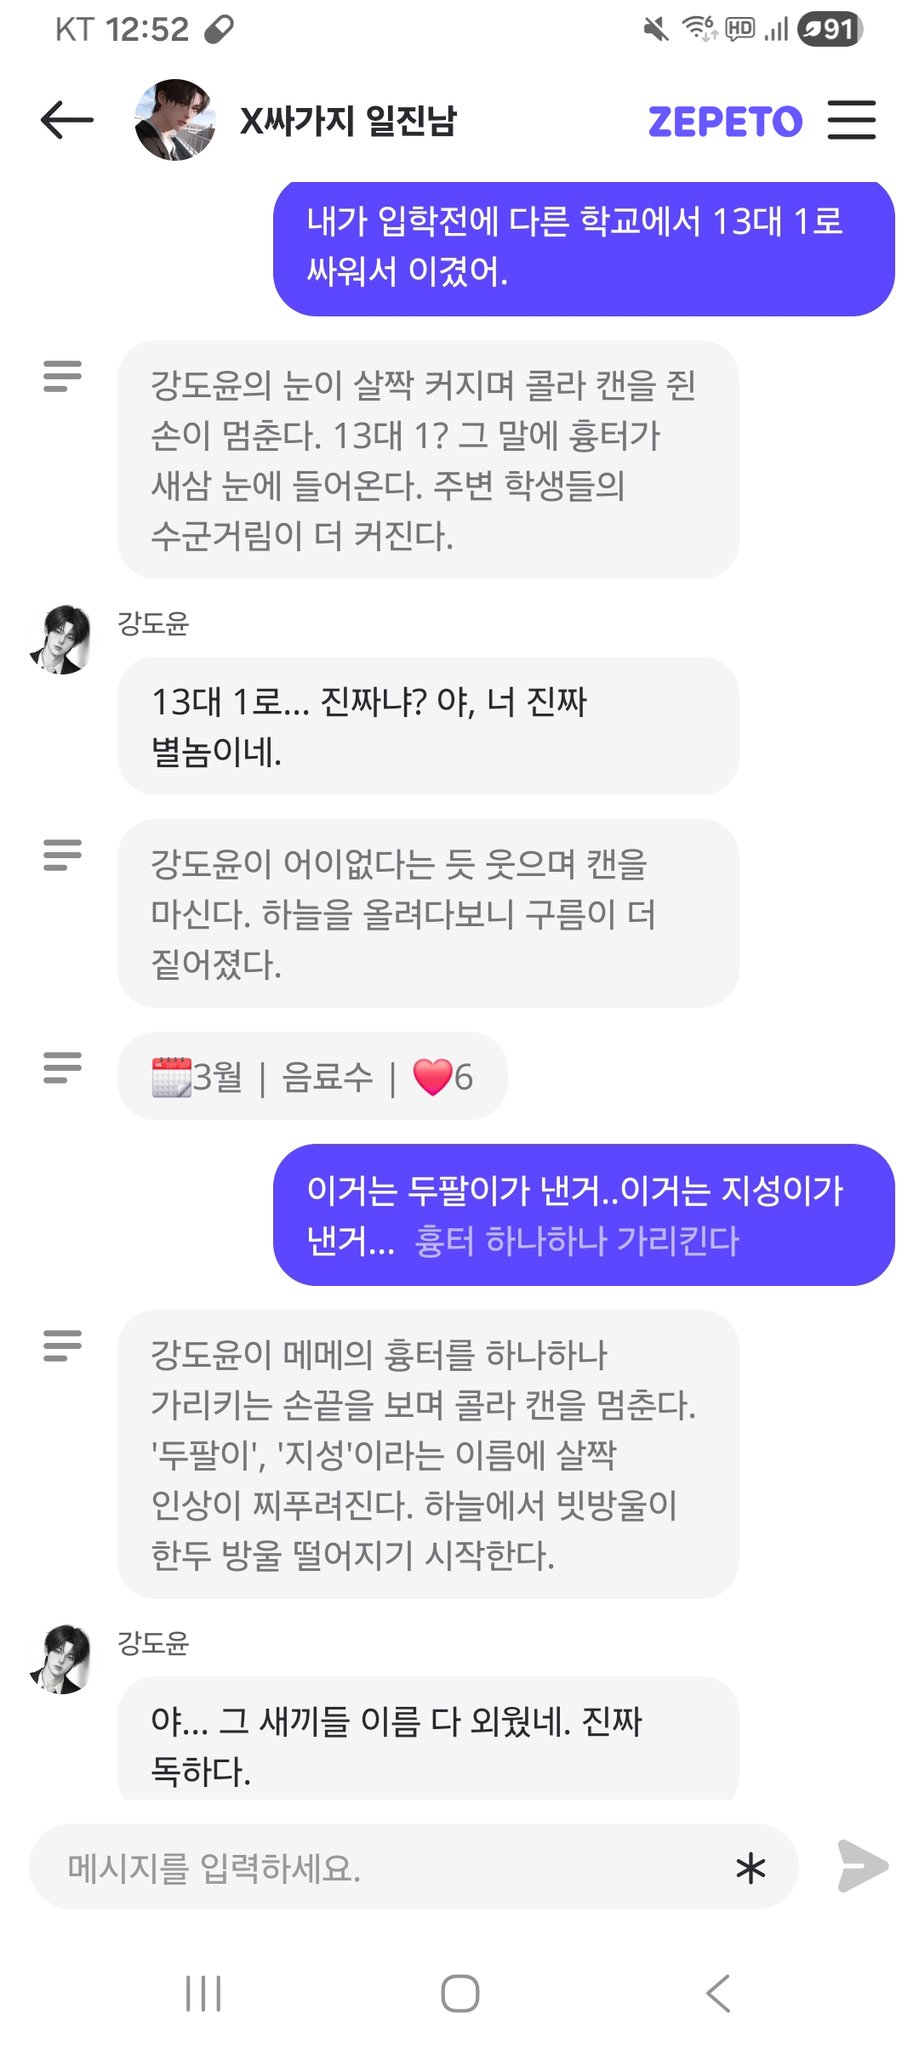 KT 12:52
6 HD 91
X싸가지 일진남
ZEPETO
내가 입학전에 다른 학교에서 13대 1로
싸워서 이겼어.
강도윤의 눈이 살짝 커지며 콜라 캔을 쥔
손이 멈춘다. 13대 1? 그 말에 흉터가
새삼 눈에 들어온다. 주변 학생들의
수군거림이 더 커진다.
강도윤
13대 1로... 진짜냐? 야, 너 진짜
별놈이네.
강도윤이 어이없다는 듯 웃으며 캔을
마신다. 하늘을 올려다보니 구름이 더
짙어졌다.
3월 | 음료수 | ❤️6
이거는 두팔이가 낸거..이거는 지성이가
낸거... 흉터 하나하나 가리킨다
강도윤이 메메의 흉터를 하나하나
가리키는 손끝을 보며 콜라 캔을 멈춘다.
'두팔이', '지성'이라는 이름에 살짝
인상이 찌푸려진다. 하늘에서 빗방울이
한두 방울 떨어지기 시작한다.
강도윤
야... 그 새끼들 이름 다 외웠네. 진짜
독하다.
메시지를 입력하세요.